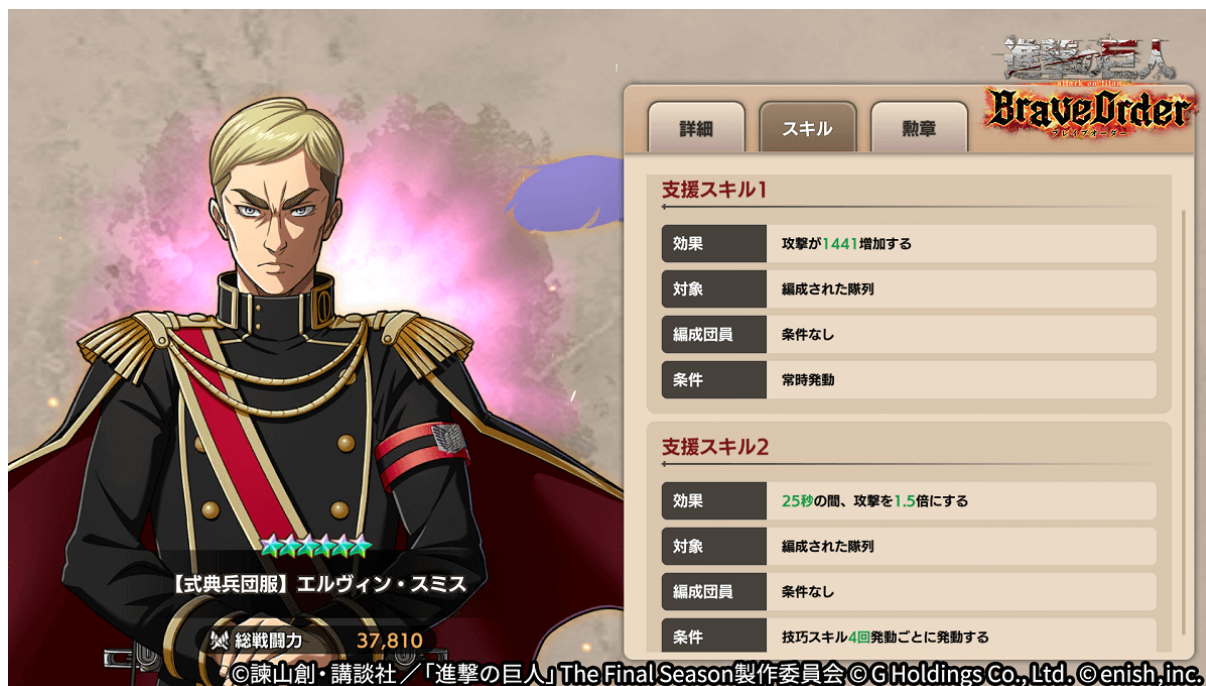 進撃の巨人
attack on titan
BraveOrder
ブレイブオーダー
詳細
スキル
勲章
支援スキル1
効果
攻撃が1441増加する
対象
編成された隊列
編成団員
条件なし
条件
常時発動
支援スキル2
効果
25秒の間、攻撃を1.5倍にする
対象
編成された隊列
編成団員
条件なし
条件
技巧スキル4回発動ごとに発動する
【式典兵団服】エルヴィン・スミス
総戦闘力
37,810
©諫山創・講談社／「進撃の巨人」The Final Season製作委員会 © G Holdings Co., Ltd. © enish,inc.